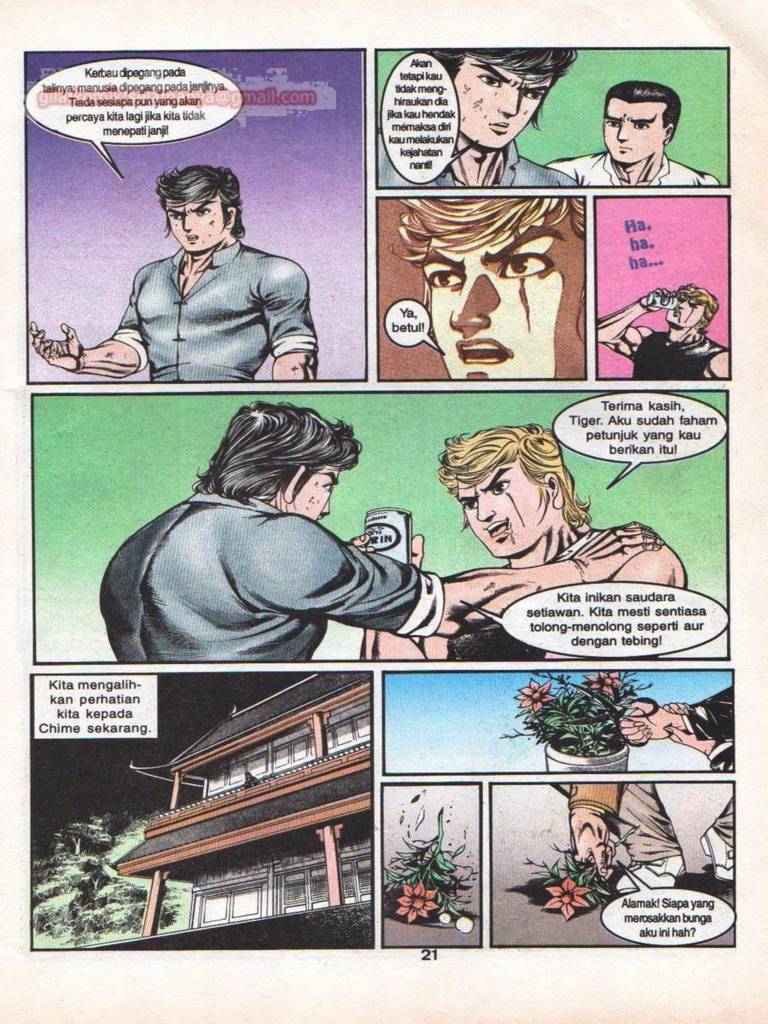 Kerbau dipegang pada
talinya; manusia dipegang pada janjinya.
Tiada sesiapa pun yang akan
percaya kita lagi jika kita tidak
menepati janji!
Akan
tetapi kau
tidak meng-
hiraukan dia
jika kau hendak
memaksa diri
kau melakukan
kejahatan
nanti!
Ya,
betul!
Ha,
ha,
ha...
Terima kasih,
Tiger. Aku sudah faham
petunjuk yang kau
berikan itu!
RIN
Kita inikan saudara
setiawan. Kita mesti sentiasa
tolong-menolong seperti aur
dengan tebing!
Kita mengalih-
kan perhatian
kita kepada
Chime sekarang.
Alamak! Siapa yang
merosakkan bunga
aku ini hah?
21